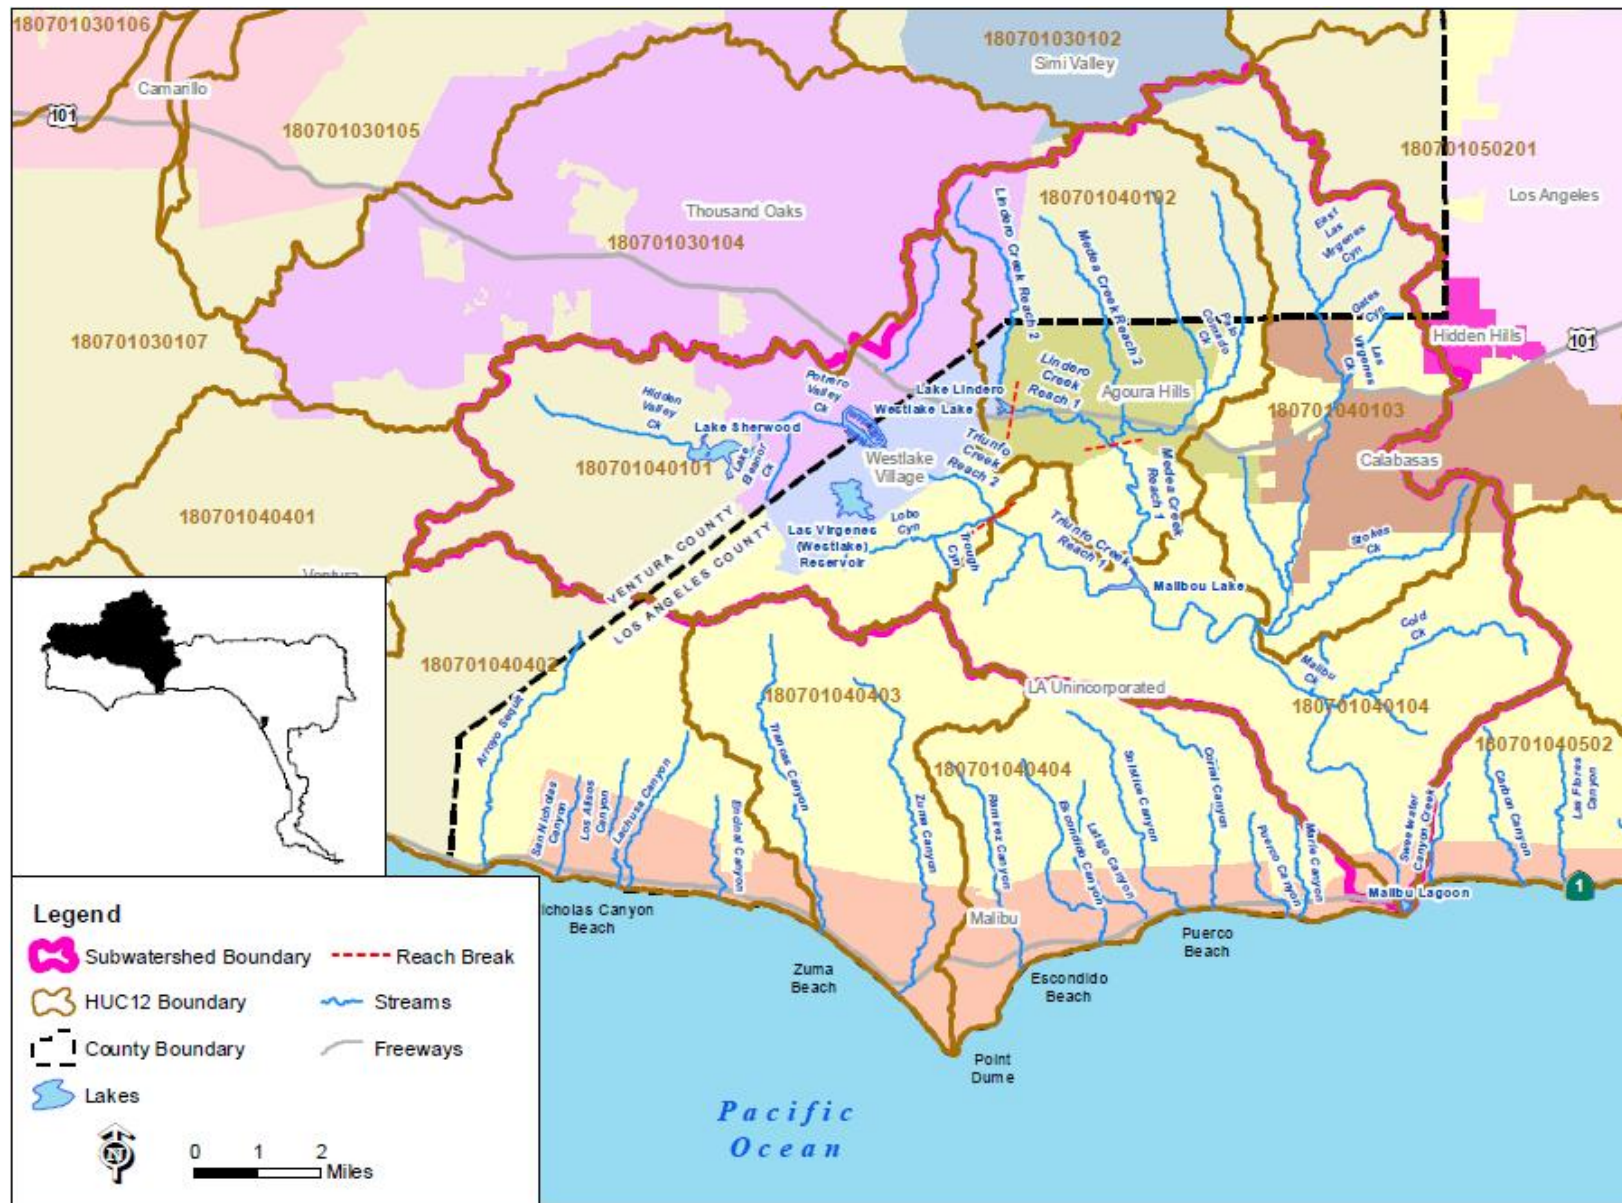 180701030106
180701030102
Simi Valley
Camarillo
101
180701030105
180701050201
Los Angeles
180701040102
Thousand Oaks
180701030104
Lindero Creek Reach 2
Medea Creek Reach 2
Palo
Comado
Ck
East
Las
Virgenes
Cyn
Gates
Cyn
Las
Virgenes
Ck
Hidden Hills
101
180701030107
Potrero
Valley
Ck
Hidden
Valley
Ck
Lake Lindero
Lindero
Creek
Reach 1
Agoura Hills
Westlake Lake
180701040103
Lake Sherwood
Lake
Eleanor
Ck
180701040101
Westlake
Village
Triunfo
Creek
Reach 2
Calabasas
Medea Creek
Reach 1
180701040401
Las Virgenes
(Westlake)
Reservoir
Lobo
Cyn
Trough
Cyn
Triunfo Creek
Reach 1
Stokes
Ck
VENTURA COUNTY
LOS ANGELES COUNTY
Ventura
Malibou Lake
Cold
Ck
Malibu
Ck
180701040402
180701040403
LA Unincorporated
180701040104
180701040502
180701040404
Arroyo Sequit
San Nicholas
Canyon
Los Alisos
Canyon
Lachusa Canyon
Encinal Canyon
Trancas Canyon
Zuma Canyon
Ramirez Canyon
Escondido Canyon
Latigo Canyon
Solstice Canyon
Corral Canyon
Puerco Canyon
Marie Canyon
Sweetwater
Canyon Creek
Carbon Canyon
Las Flores
Canyon
Malibu Lagoon
1
icholas Canyon
Beach
Malibu
Zuma
Beach
Escondido
Beach
Puerco
Beach
Point
Dume
Pacific
Ocean
Legend
Subwatershed Boundary
Reach Break
HUC12 Boundary
Streams
County Boundary
Freeways
Lakes
N
0 1 2
Miles